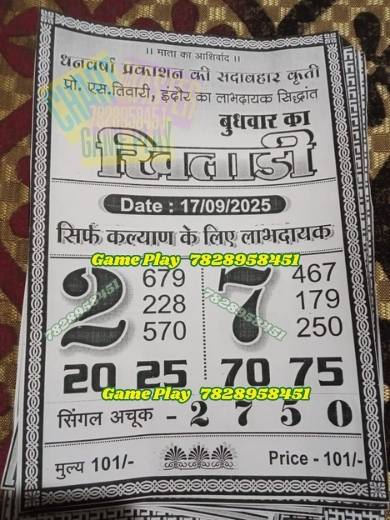 ।। माता का आशिर्वाद ।।
धनवर्षा प्रकाशन की सदाबहार कृती
प्रो. एस.तिवारी, इंदौर का लाभदायक सिद्धांत
बुधवार का
खिलाडी
Date : 17/09/2025
सिर्फ कल्याण के लिए लाभदायक
Game Play 7828958451
2 679 7 467
228 179
570 250
7828958451 7828958451
20 25 70 75
Game Play 7828958451
सिंगल अचूक - 2 7 5 0
मुल्य 101/- Price - 101/-